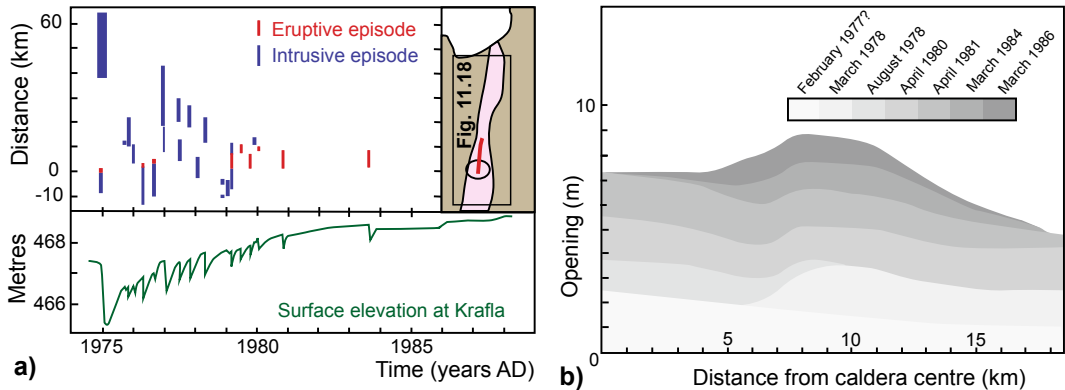 60
Distance (km)
0
-10
Eruptive episode
Intrusive episode
Fig. 11.18
Metres
468
466
Surface elevation at Krafla
1975
1980
1985
Time (years AD)
a)
February 1977?
March 1978
August 1978
April 1980
April 1981
March 1984
March 1986
10
Opening (m)
0
5
10
15
Distance from caldera centre (km)
b)